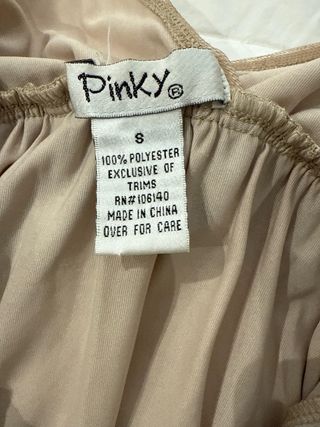 Pinky®
S
100% POLYESTER
EXCLUSIVE OF
TRIMS
RN#106140
MADE IN CHINA
OVER FOR CARE